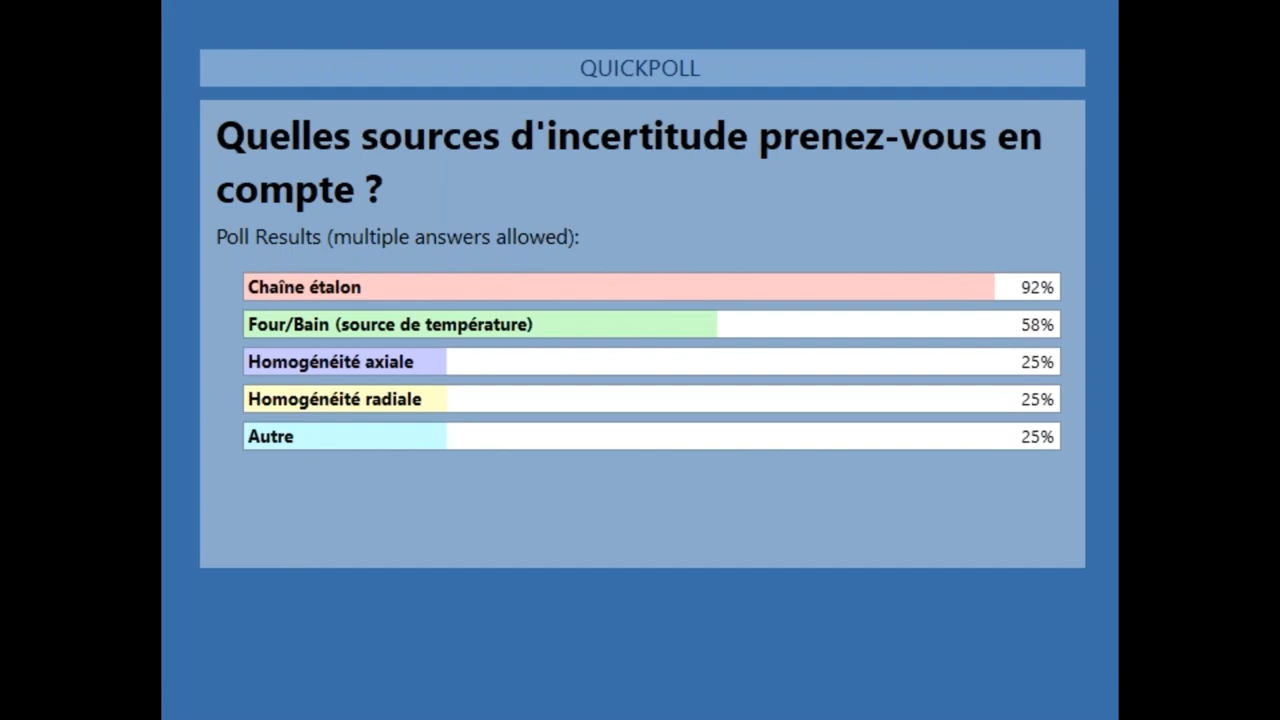 QUICKPOLL
Quelles sources d'incertitude prenez-vous en
compte ?
Poll Results (multiple answers allowed):
Chaîne étalon 92%
Four/Bain (source de température) 58%
Homogénéité axiale 25%
Homogénéité radiale 25%
Autre 25%